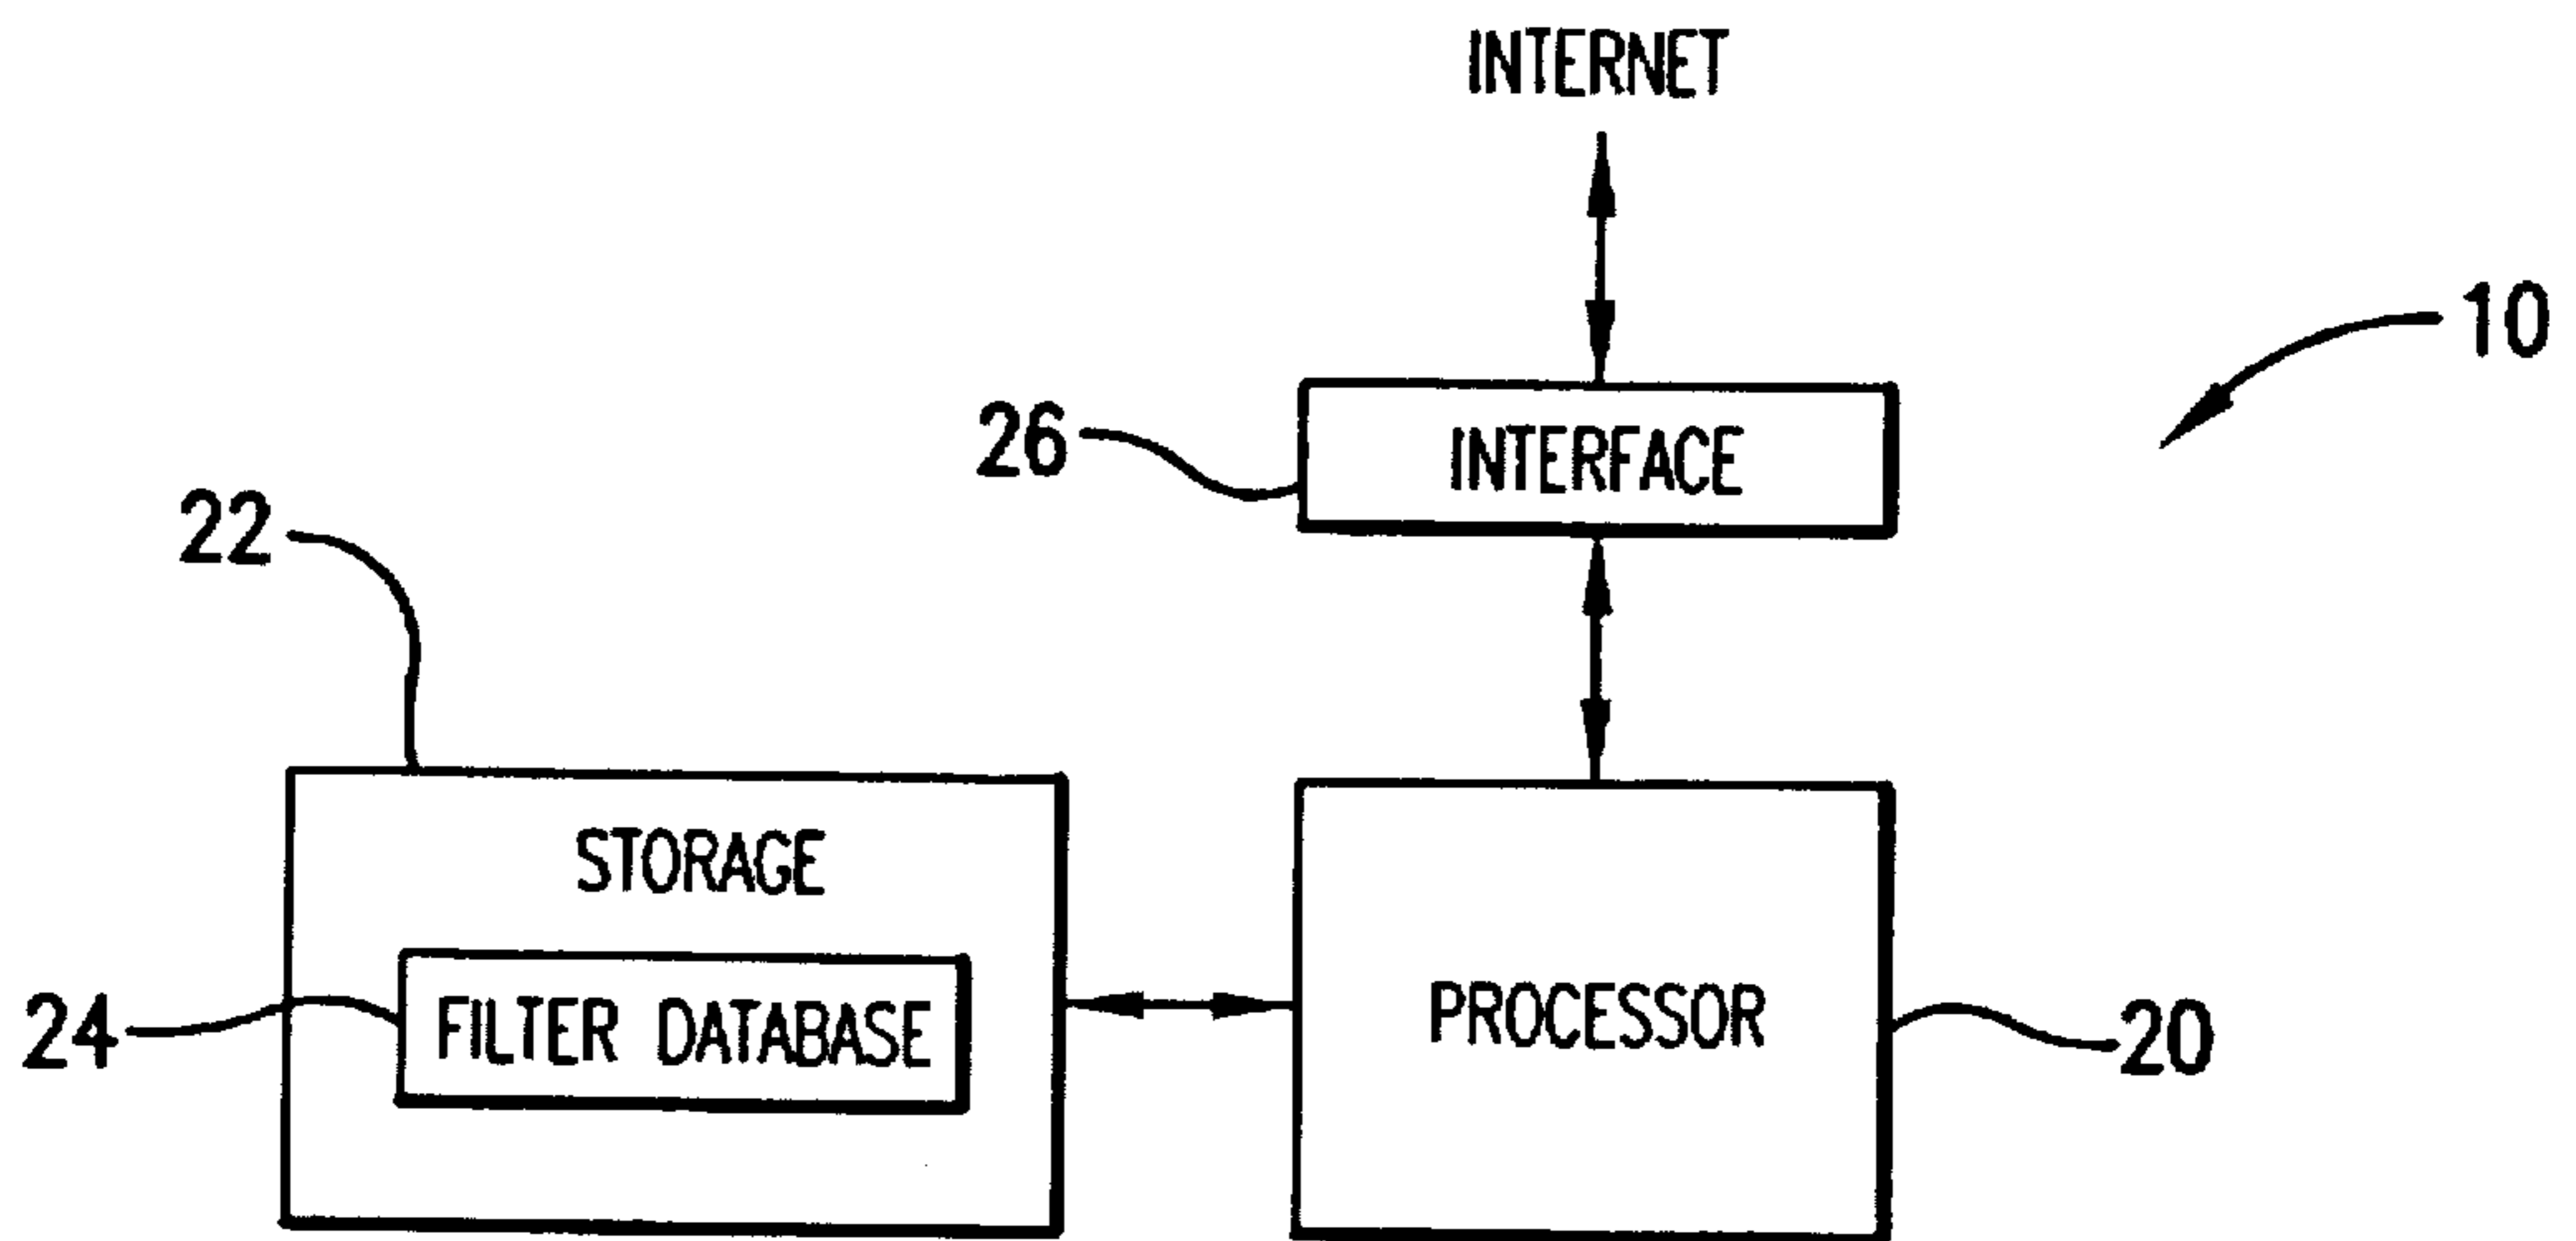 INTERNET
10
26
INTERFACE
22
STORAGE
24
FILTER DATABASE
PROCESSOR
20